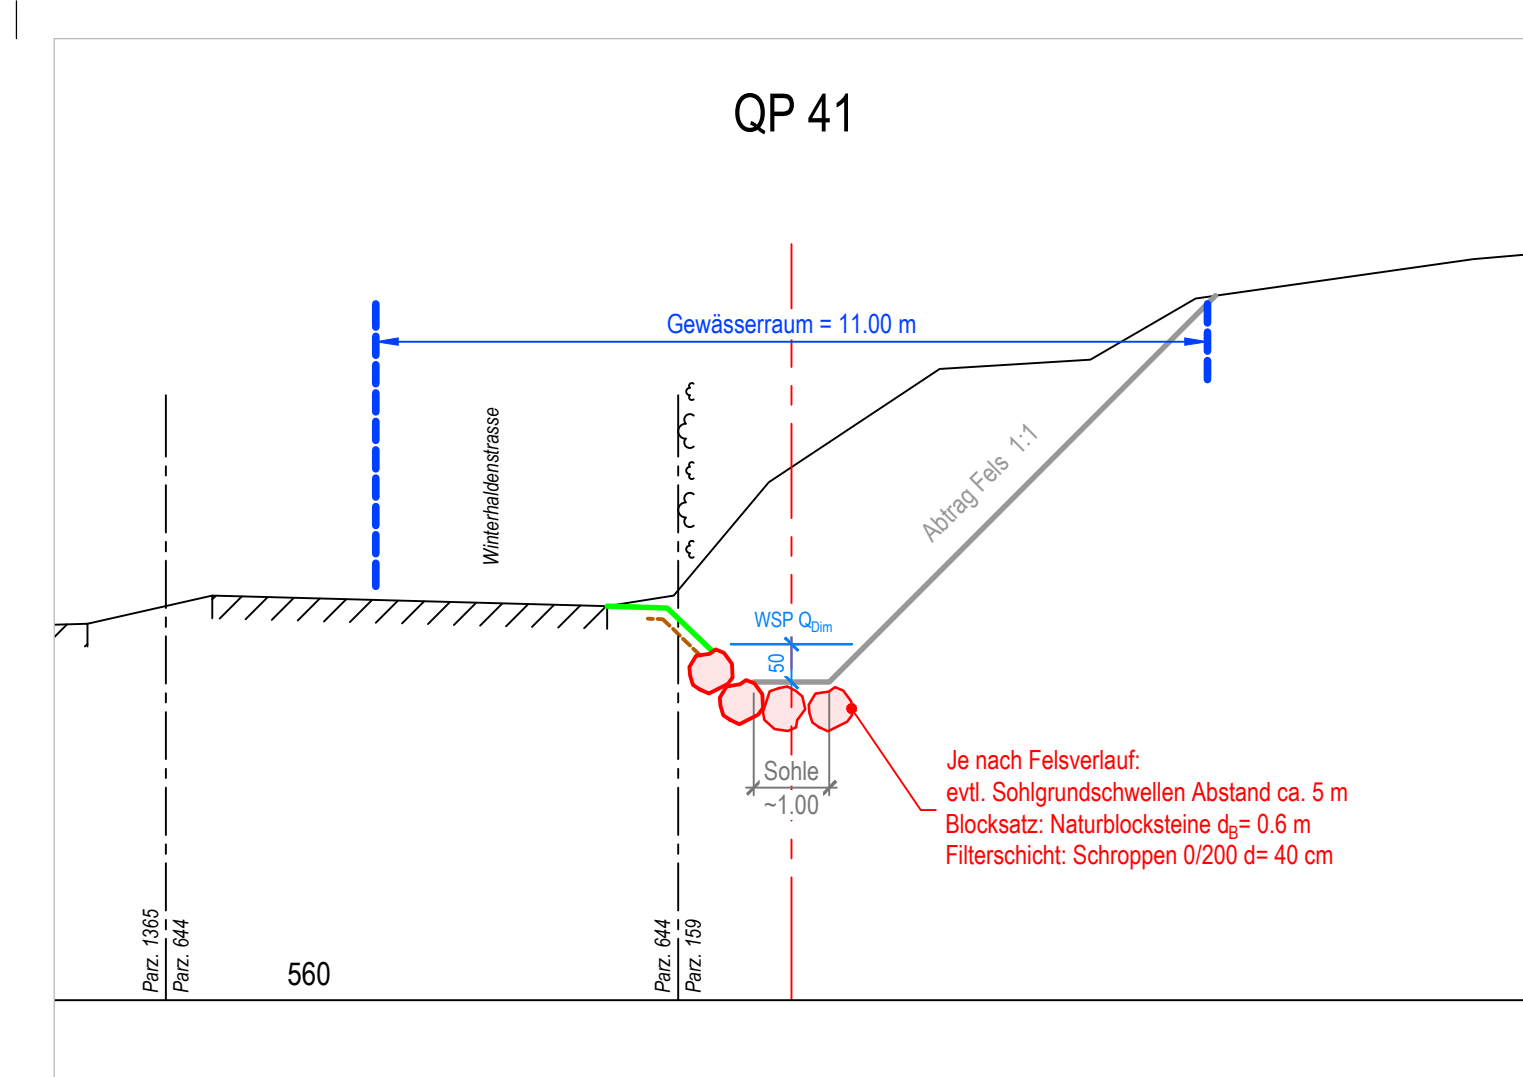 QP 41
Gewässerraum = 11.00 m
Winterhaldenstrasse
Abtrag Fels 1:1
WSP QDim
50
Sohle
~1.00
Je nach Felsverlauf:
evtl. Sohlgrundschwellen Abstand ca. 5 m
Blocksatz: Naturblocksteine dB= 0.6 m
Filterschicht: Schroppen 0/200 d= 40 cm
Parz. 1365
Parz. 644
Parz. 644
Parz. 159
560